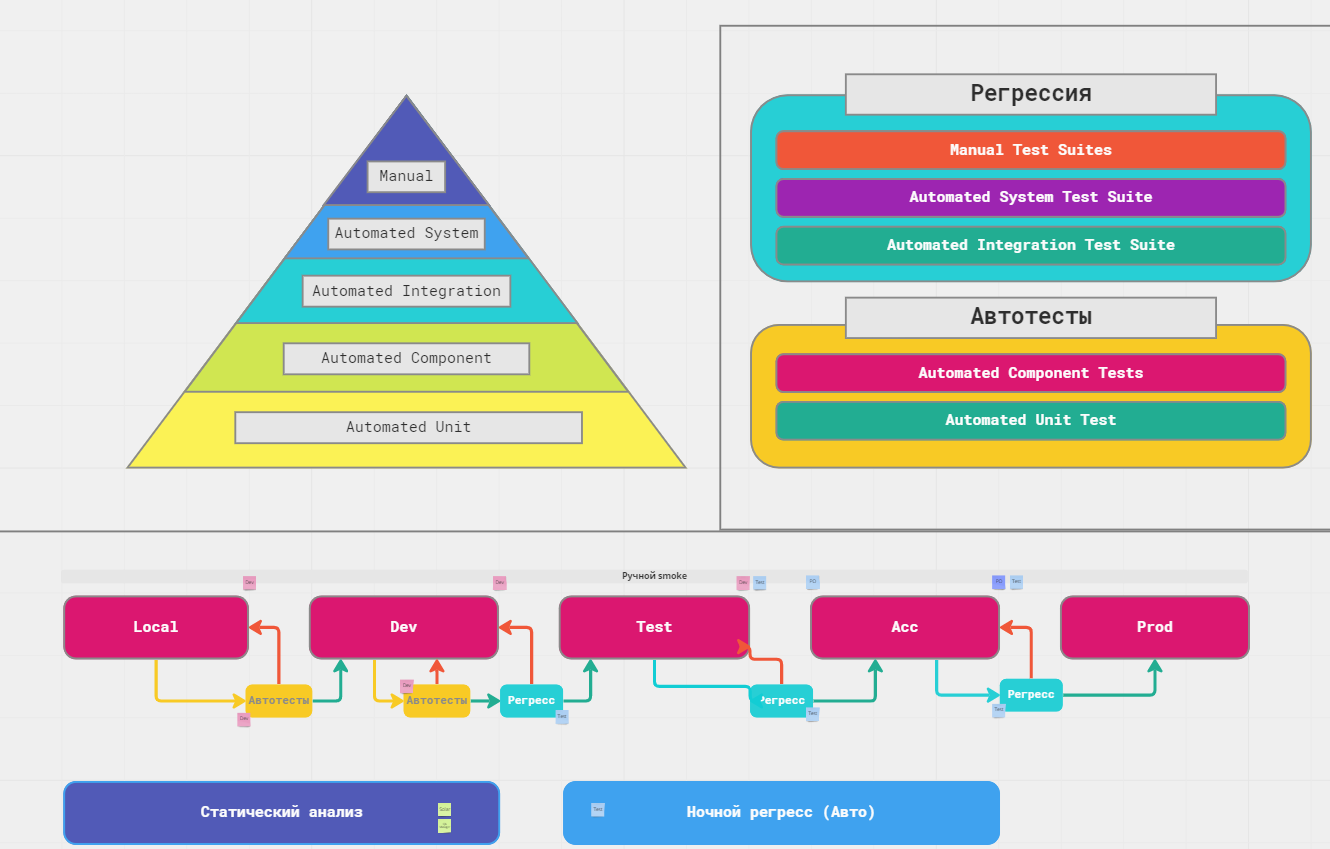 Manual
Automated System
Automated Integration
Automated Component
Automated Unit
Регрессия
Manual Test Suites
Automated System Test Suite
Automated Integration Test Suite
Автотесты
Automated Component Tests
Automated Unit Test
Ручной smoke
Dev
Dev
Dev
Test
PO
PO
Test
Local
Dev
Test
Acc
Prod
Dev
Автотесты
Автотесты
Регресс
Регресс
Регресс
Dev
Test
Test
Test
Статический анализ
Test
Ночной регресс (Авто)